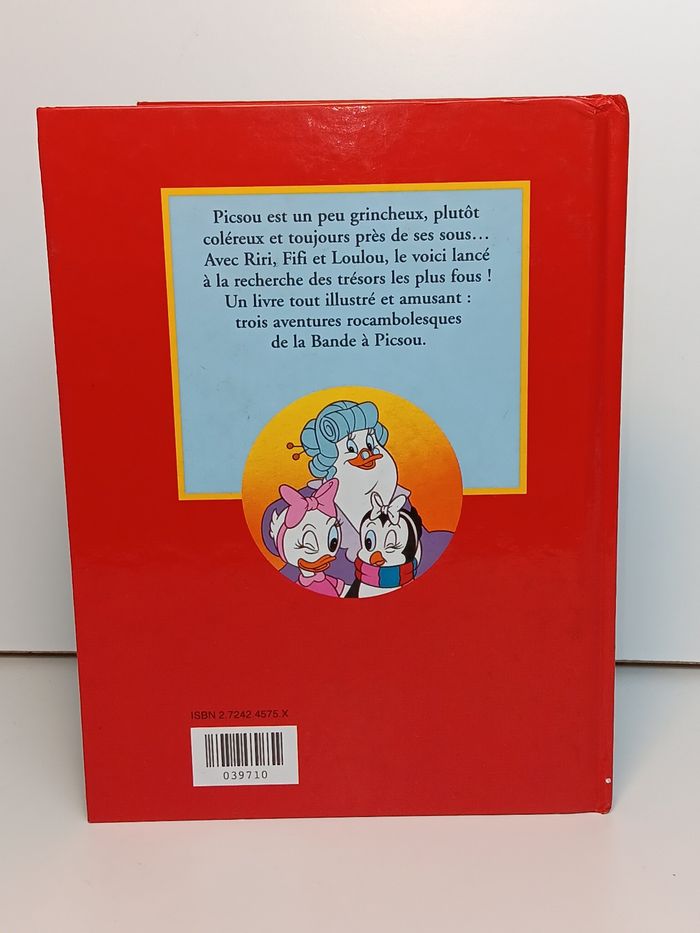 Picsou est un peu grincheux, plutôt
coléreux et toujours près de ses sous…
Avec Riri, Fifi et Loulou, le voici lancé
à la recherche des trésors les plus fous !
Un livre tout illustré et amusant :
trois aventures rocambolesques
de la Bande à Picsou.
ISBN 2.7242.4575.X
039710